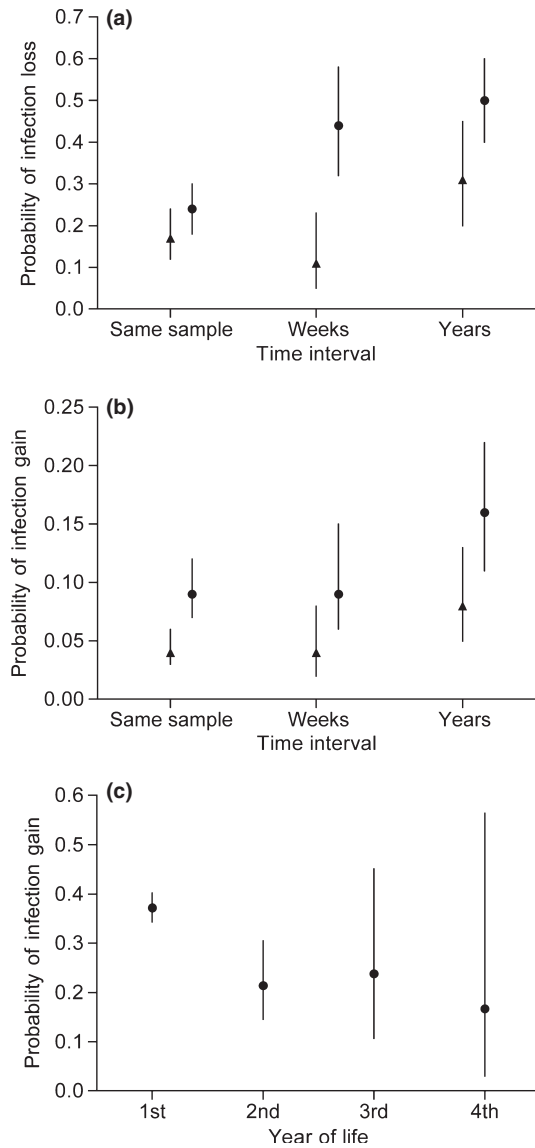 (a)
Probability of infection loss
0.7
0.6
0.5
0.4
0.3
0.2
0.1
0.0
Same sample Weeks Years
Time interval
(b)
Probability of infection gain
0.25
0.20
0.15
0.10
0.05
0.00
Same sample Weeks Years
Time interval
(c)
Probability of infection gain
0.6
0.5
0.4
0.3
0.2
0.1
0.0
1st 2nd 3rd 4th
Year of life